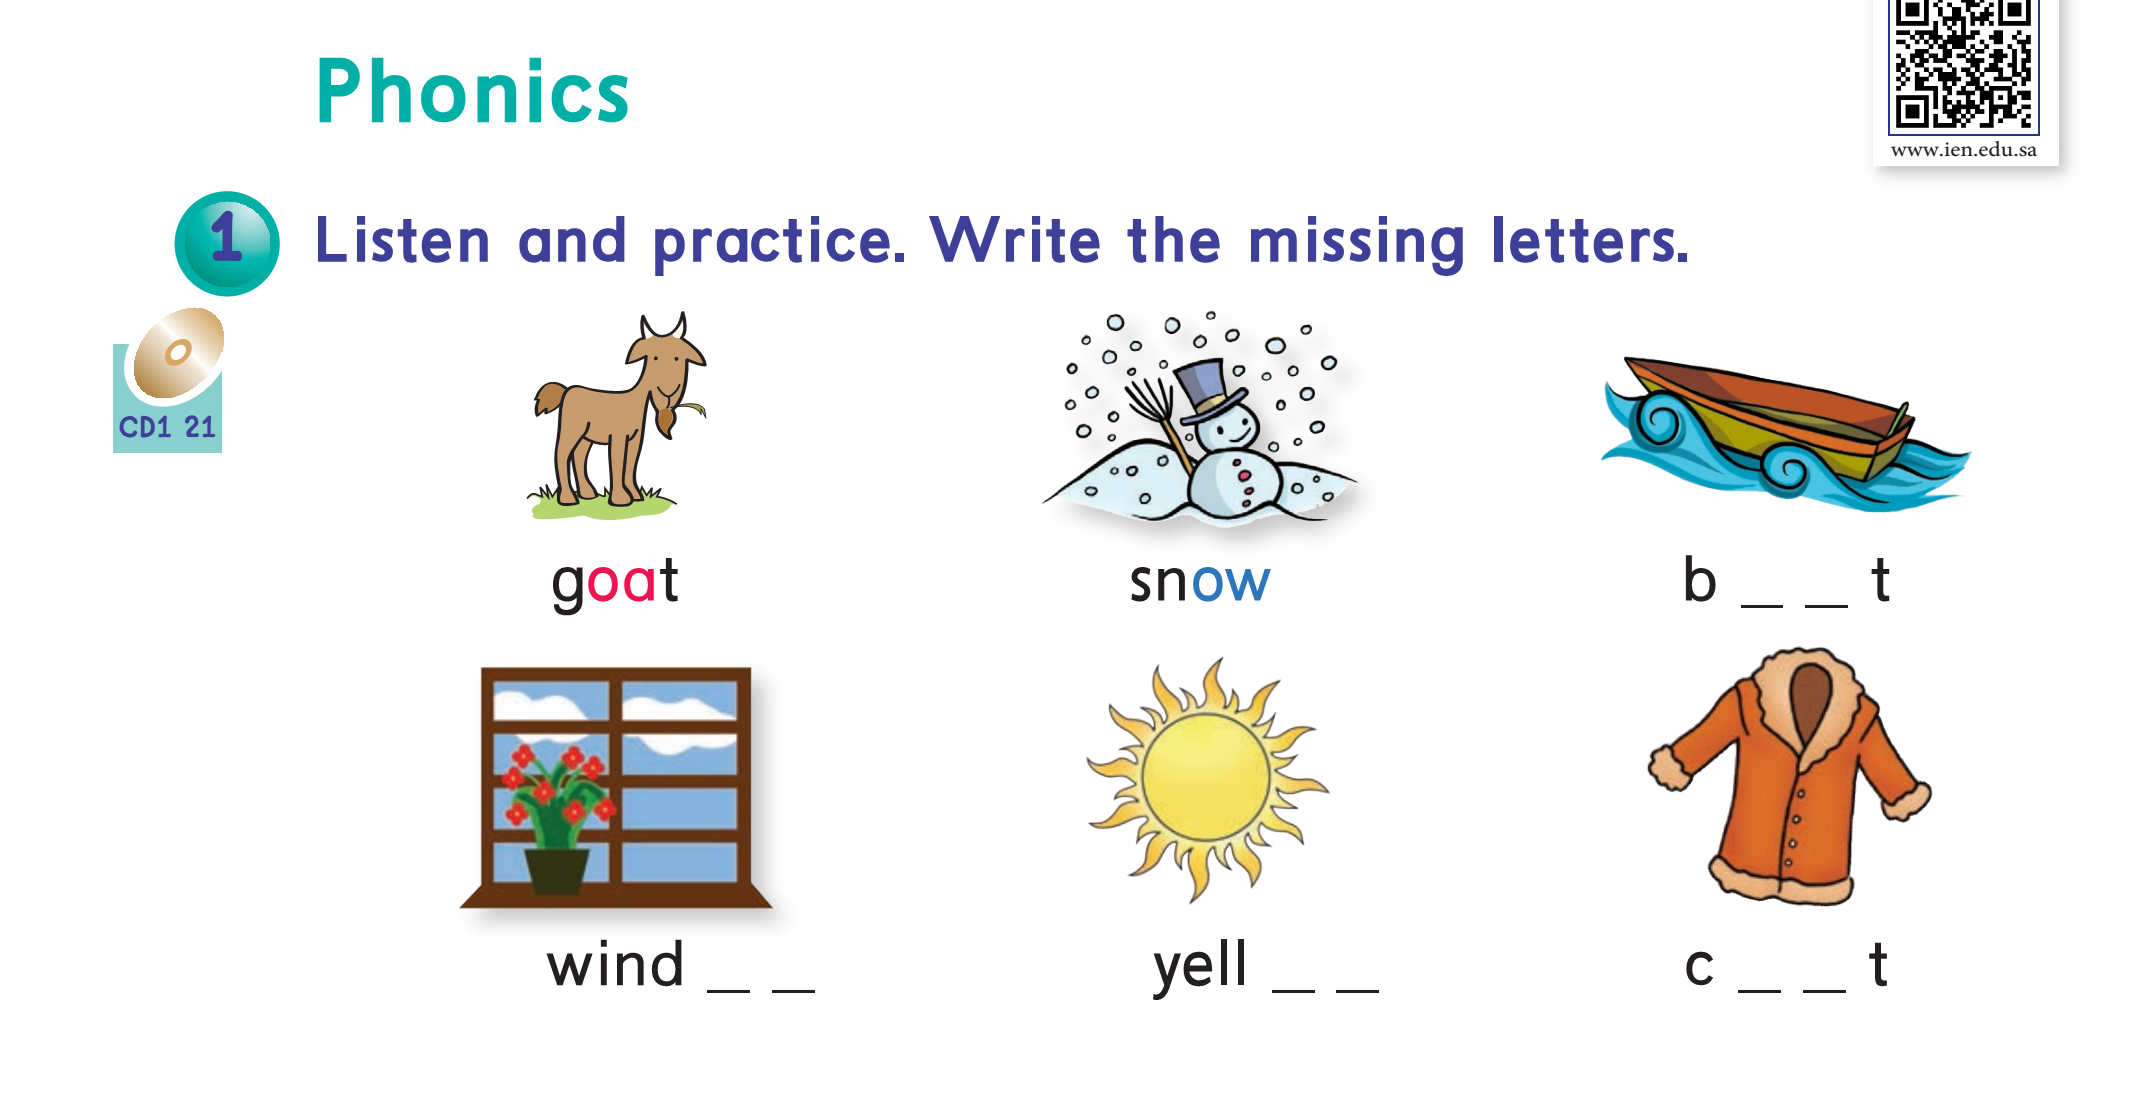 www.ien.edu.sa
Phonics
1 Listen and practice. Write the missing letters.
CD1 21
goat snow b _ _ t
wind _ _ yell _ _ c _ _ t